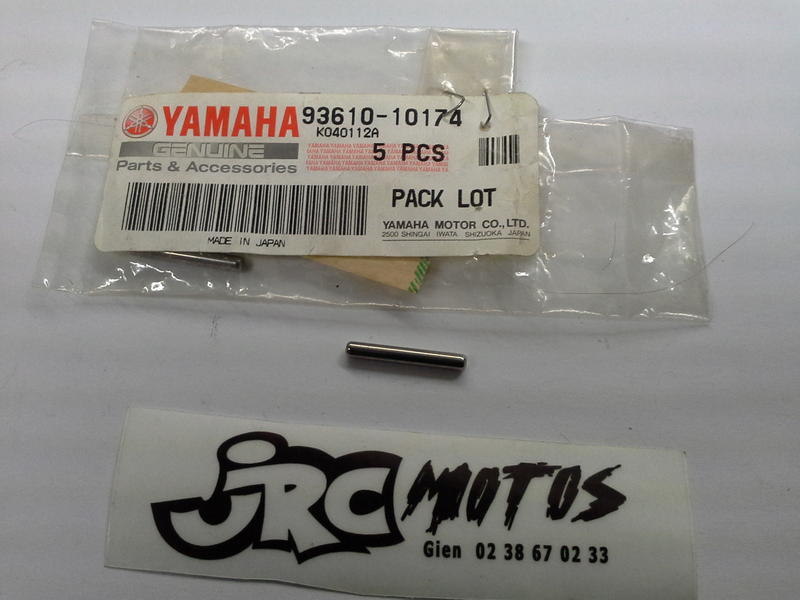 YAMAHA 93610-10174
K040112A
GENUINE
5 PCS
Parts & Accessories
PACK LOT
YAMAHA MOTOR CO.,LTD.
2500 SHINGAI IWATA SHIZUOKA JAPAN
MADE IN JAPAN
JRC MOTOS
Gien 02 38 67 02 33